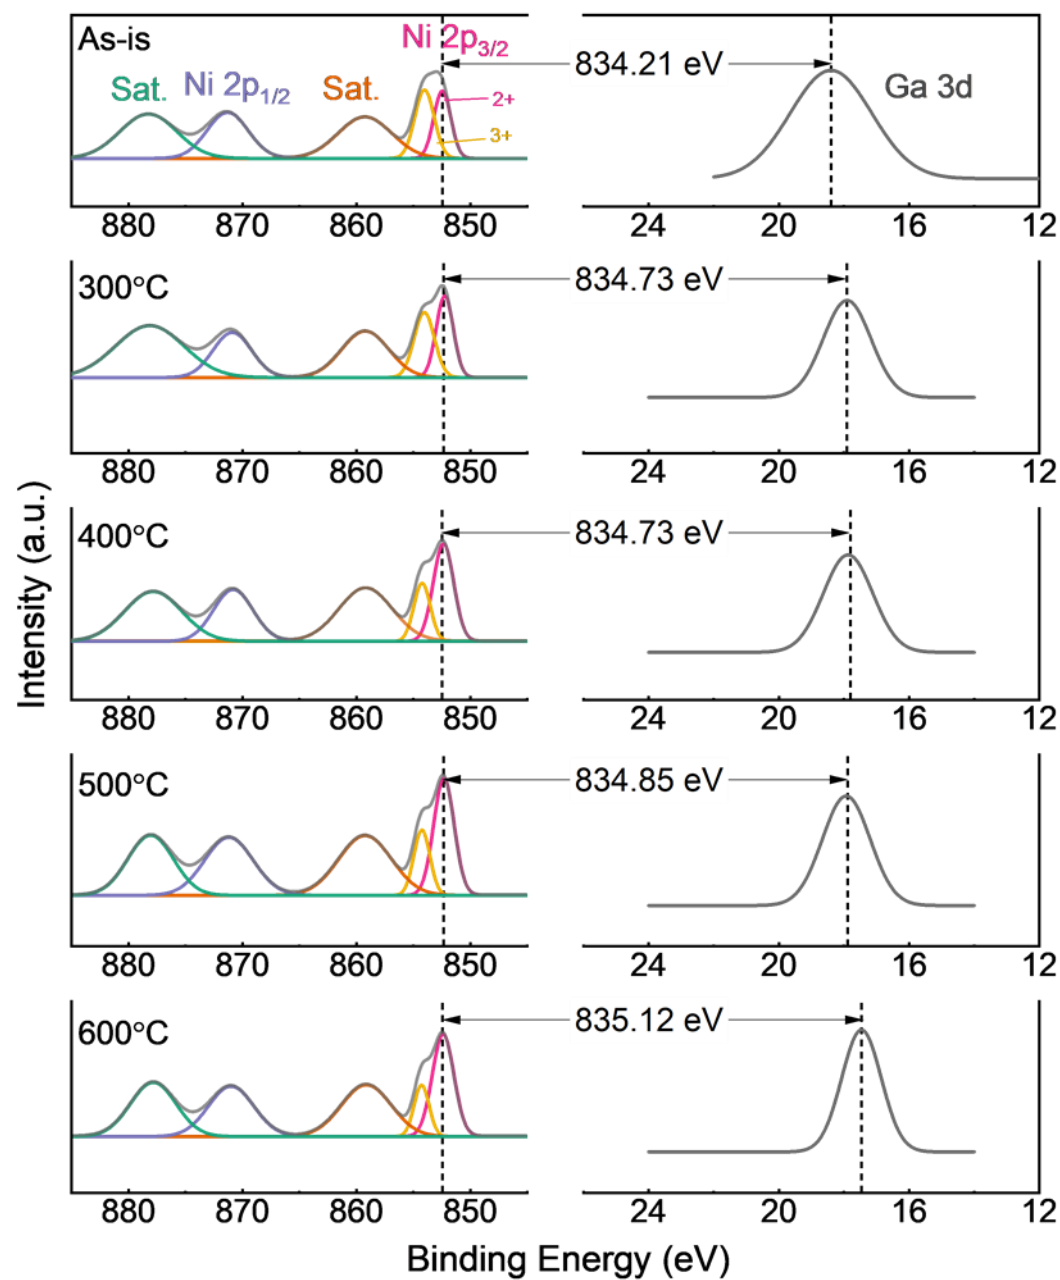 As-is
Ni 2p3/2
834.21 eV
Sat.
Ni 2p1/2
Sat.
2+
3+
Ga 3d
880 870 860 850 24 20 16 12
300°C
834.73 eV
880 870 860 850 24 20 16 12
400°C
834.73 eV
880 870 860 850 24 20 16 12
500°C
834.85 eV
880 870 860 850 24 20 16 12
600°C
835.12 eV
880 870 860 850 24 20 16 12
Intensity (a.u.)
Binding Energy (eV)